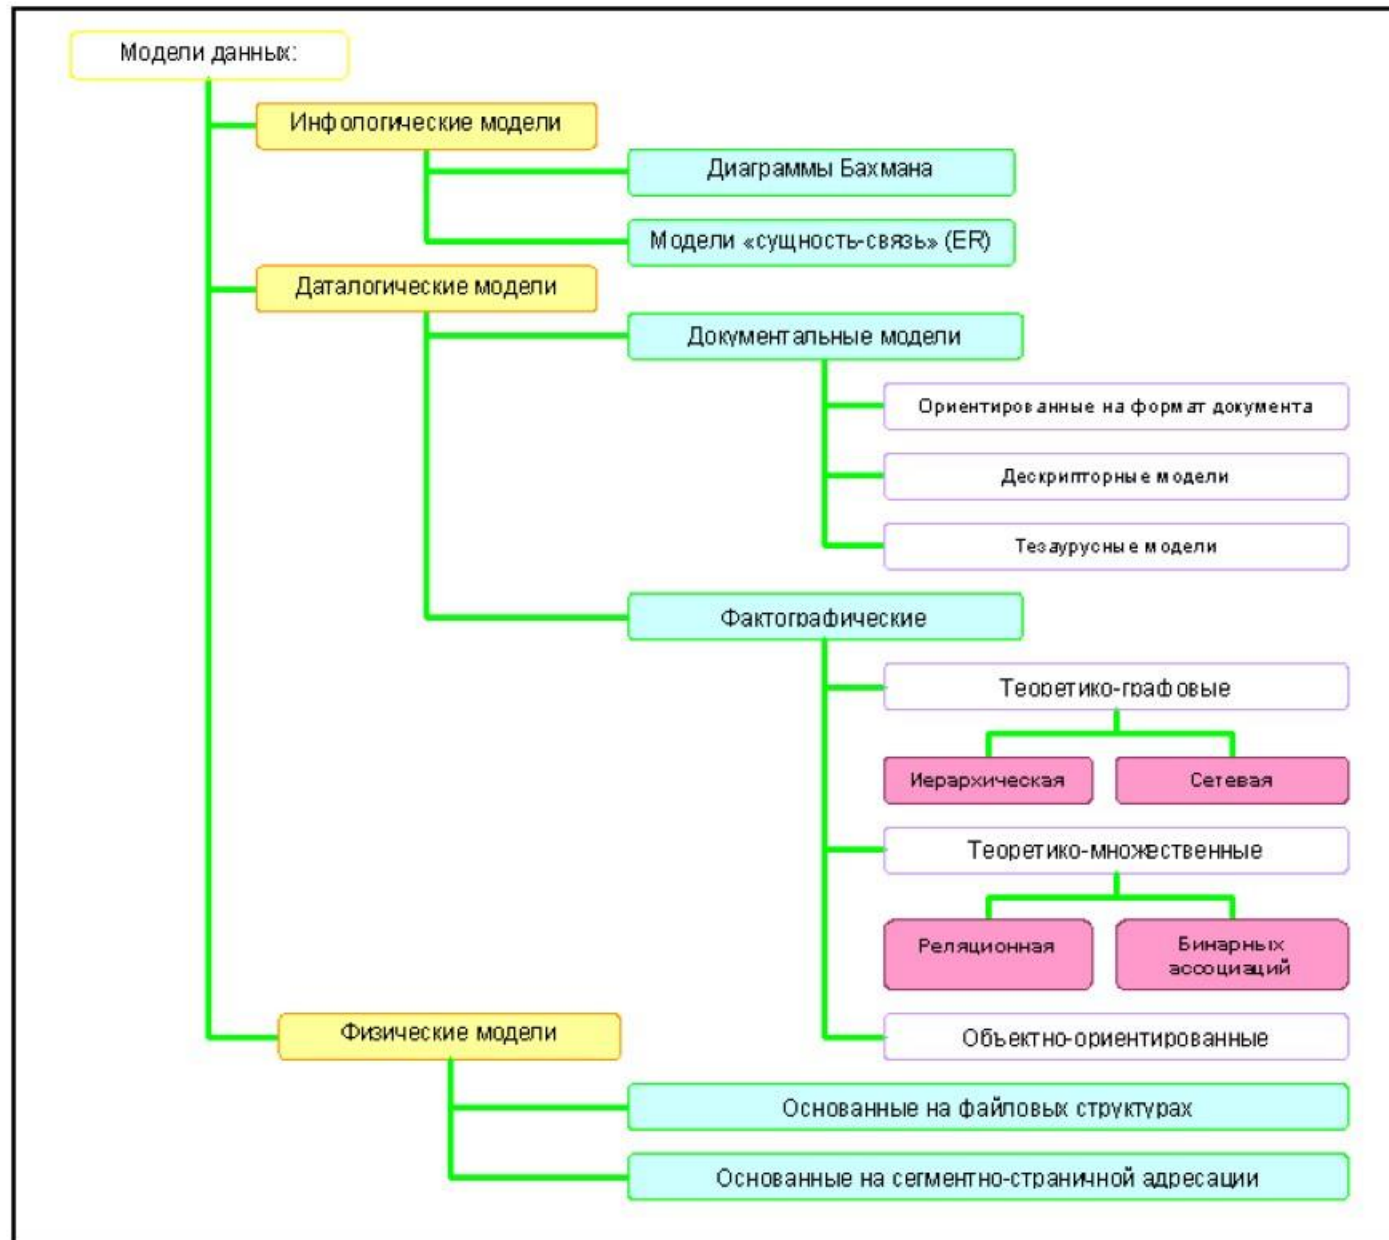 Модели данных:
Инфологические модели
Диаграммы Бахмана
Модели «сущность-связь» (ER)
Даталогические модели
Документальные модели
Ориентированные на формат документа
Дескрипторные модели
Тезаурусные модели
Фактографические
Теоретико-графовые
Иерархическая
Сетевая
Теоретико-множественные
Реляционная
Бинарных
ассоциаций
Объектно-ориентированные
Физические модели
Основанные на файловых структурах
Основанные на сегментно-страничной адресации